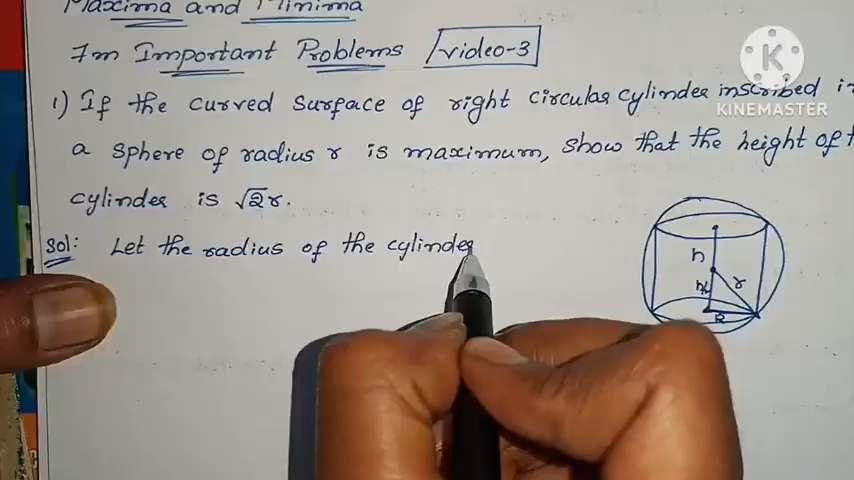 Maxima and Minima
7m Important Problems video-3
1) If the curved surface of right circular cylinder inscribed in
a sphere of radius r is maximum, show that the height of the
cylinder is √2r.
Sol: Let the radius of the cylinder
h
r
R
K
KINEMASTER